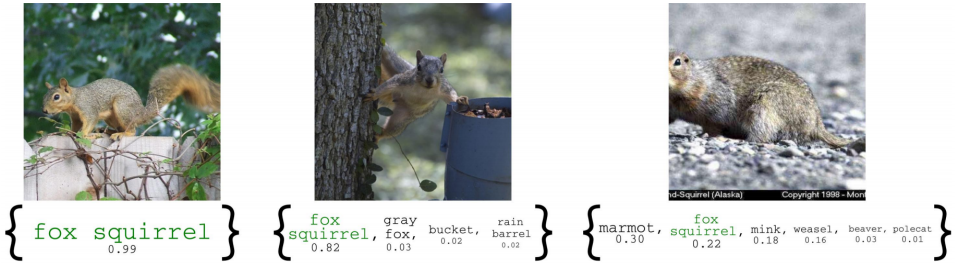 nd-Squirrel (Alaska) Copyright 1998 - Mont
{ fox squirrel }
0.99
{ fox squirrel, gray fox, bucket, rain barrel }
0.82 0.03 0.02 0.02
{ marmot, fox squirrel, mink, weasel, beaver, polecat }
0.30 0.22 0.18 0.16 0.03 0.01